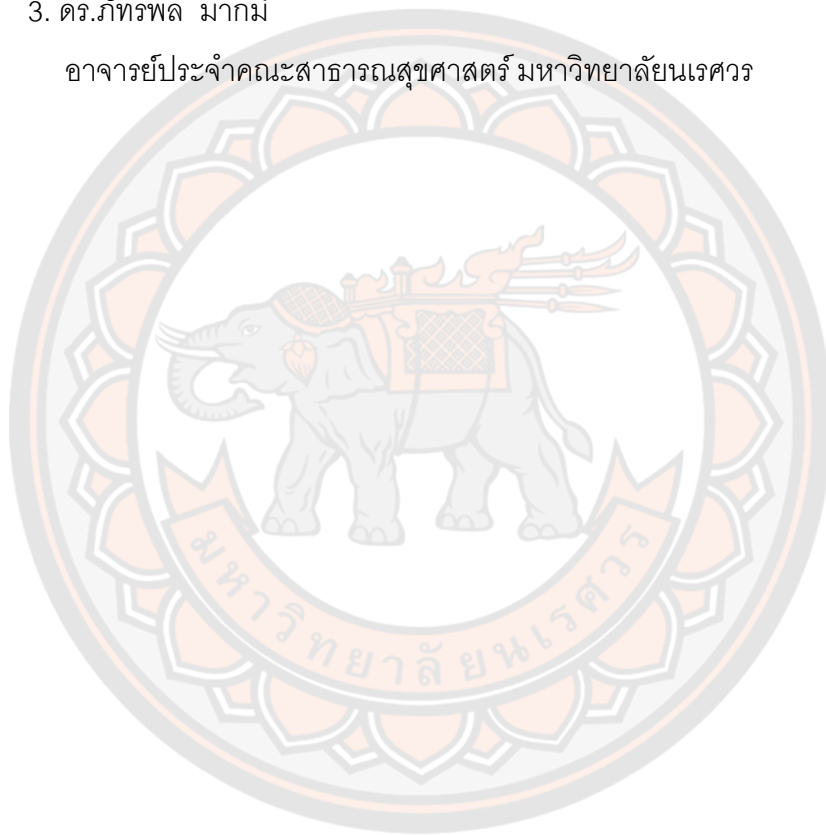 3. ดร.ภัทรพล มากมี
อาจารย์ประจำคณะสาธารณสุขศาสตร์ มหาวิทยาลัยนเรศวร
มหาวิทยาลัยนเรศวร